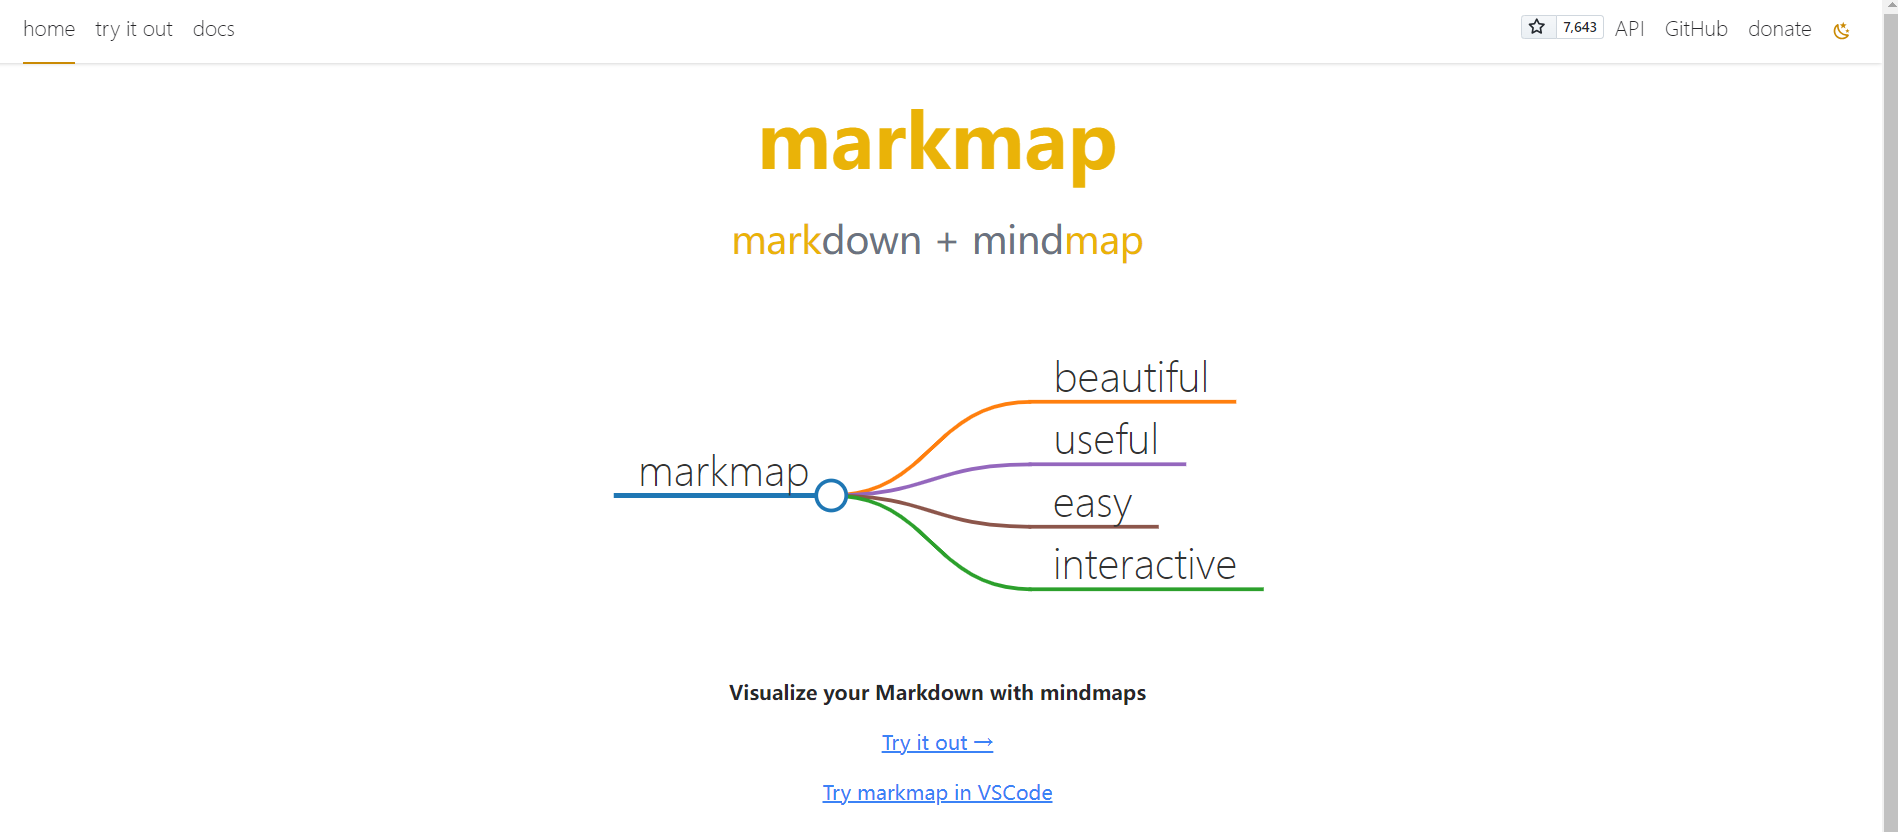 home try it out docs 7,643 API GitHub donate
markmap
markdown + mindmap
beautiful
useful
markmap
easy
interactive
Visualize your Markdown with mindmaps
Try it out →
Try markmap in VSCode